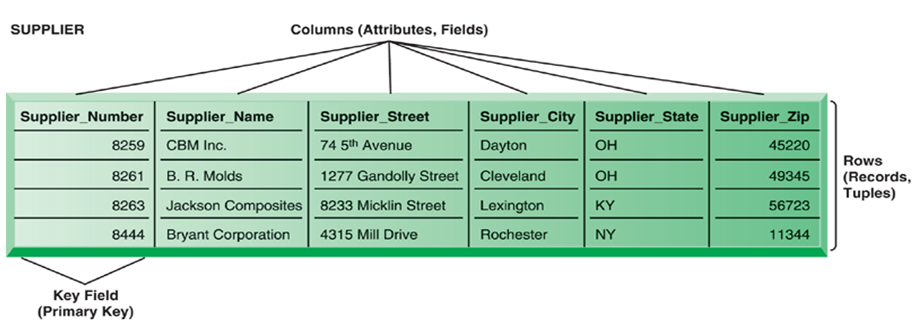 SUPPLIER
Columns (Attributes, Fields)
Supplier_Number Supplier_Name Supplier_Street Supplier_City Supplier_State Supplier_Zip
8259 CBM Inc. 74 5th Avenue Dayton OH 45220
8261 B. R. Molds 1277 Gandolly Street Cleveland OH 49345
8263 Jackson Composites 8233 Micklin Street Lexington KY 56723
8444 Bryant Corporation 4315 Mill Drive Rochester NY 11344
Rows
(Records,
Tuples)
Key Field
(Primary Key)